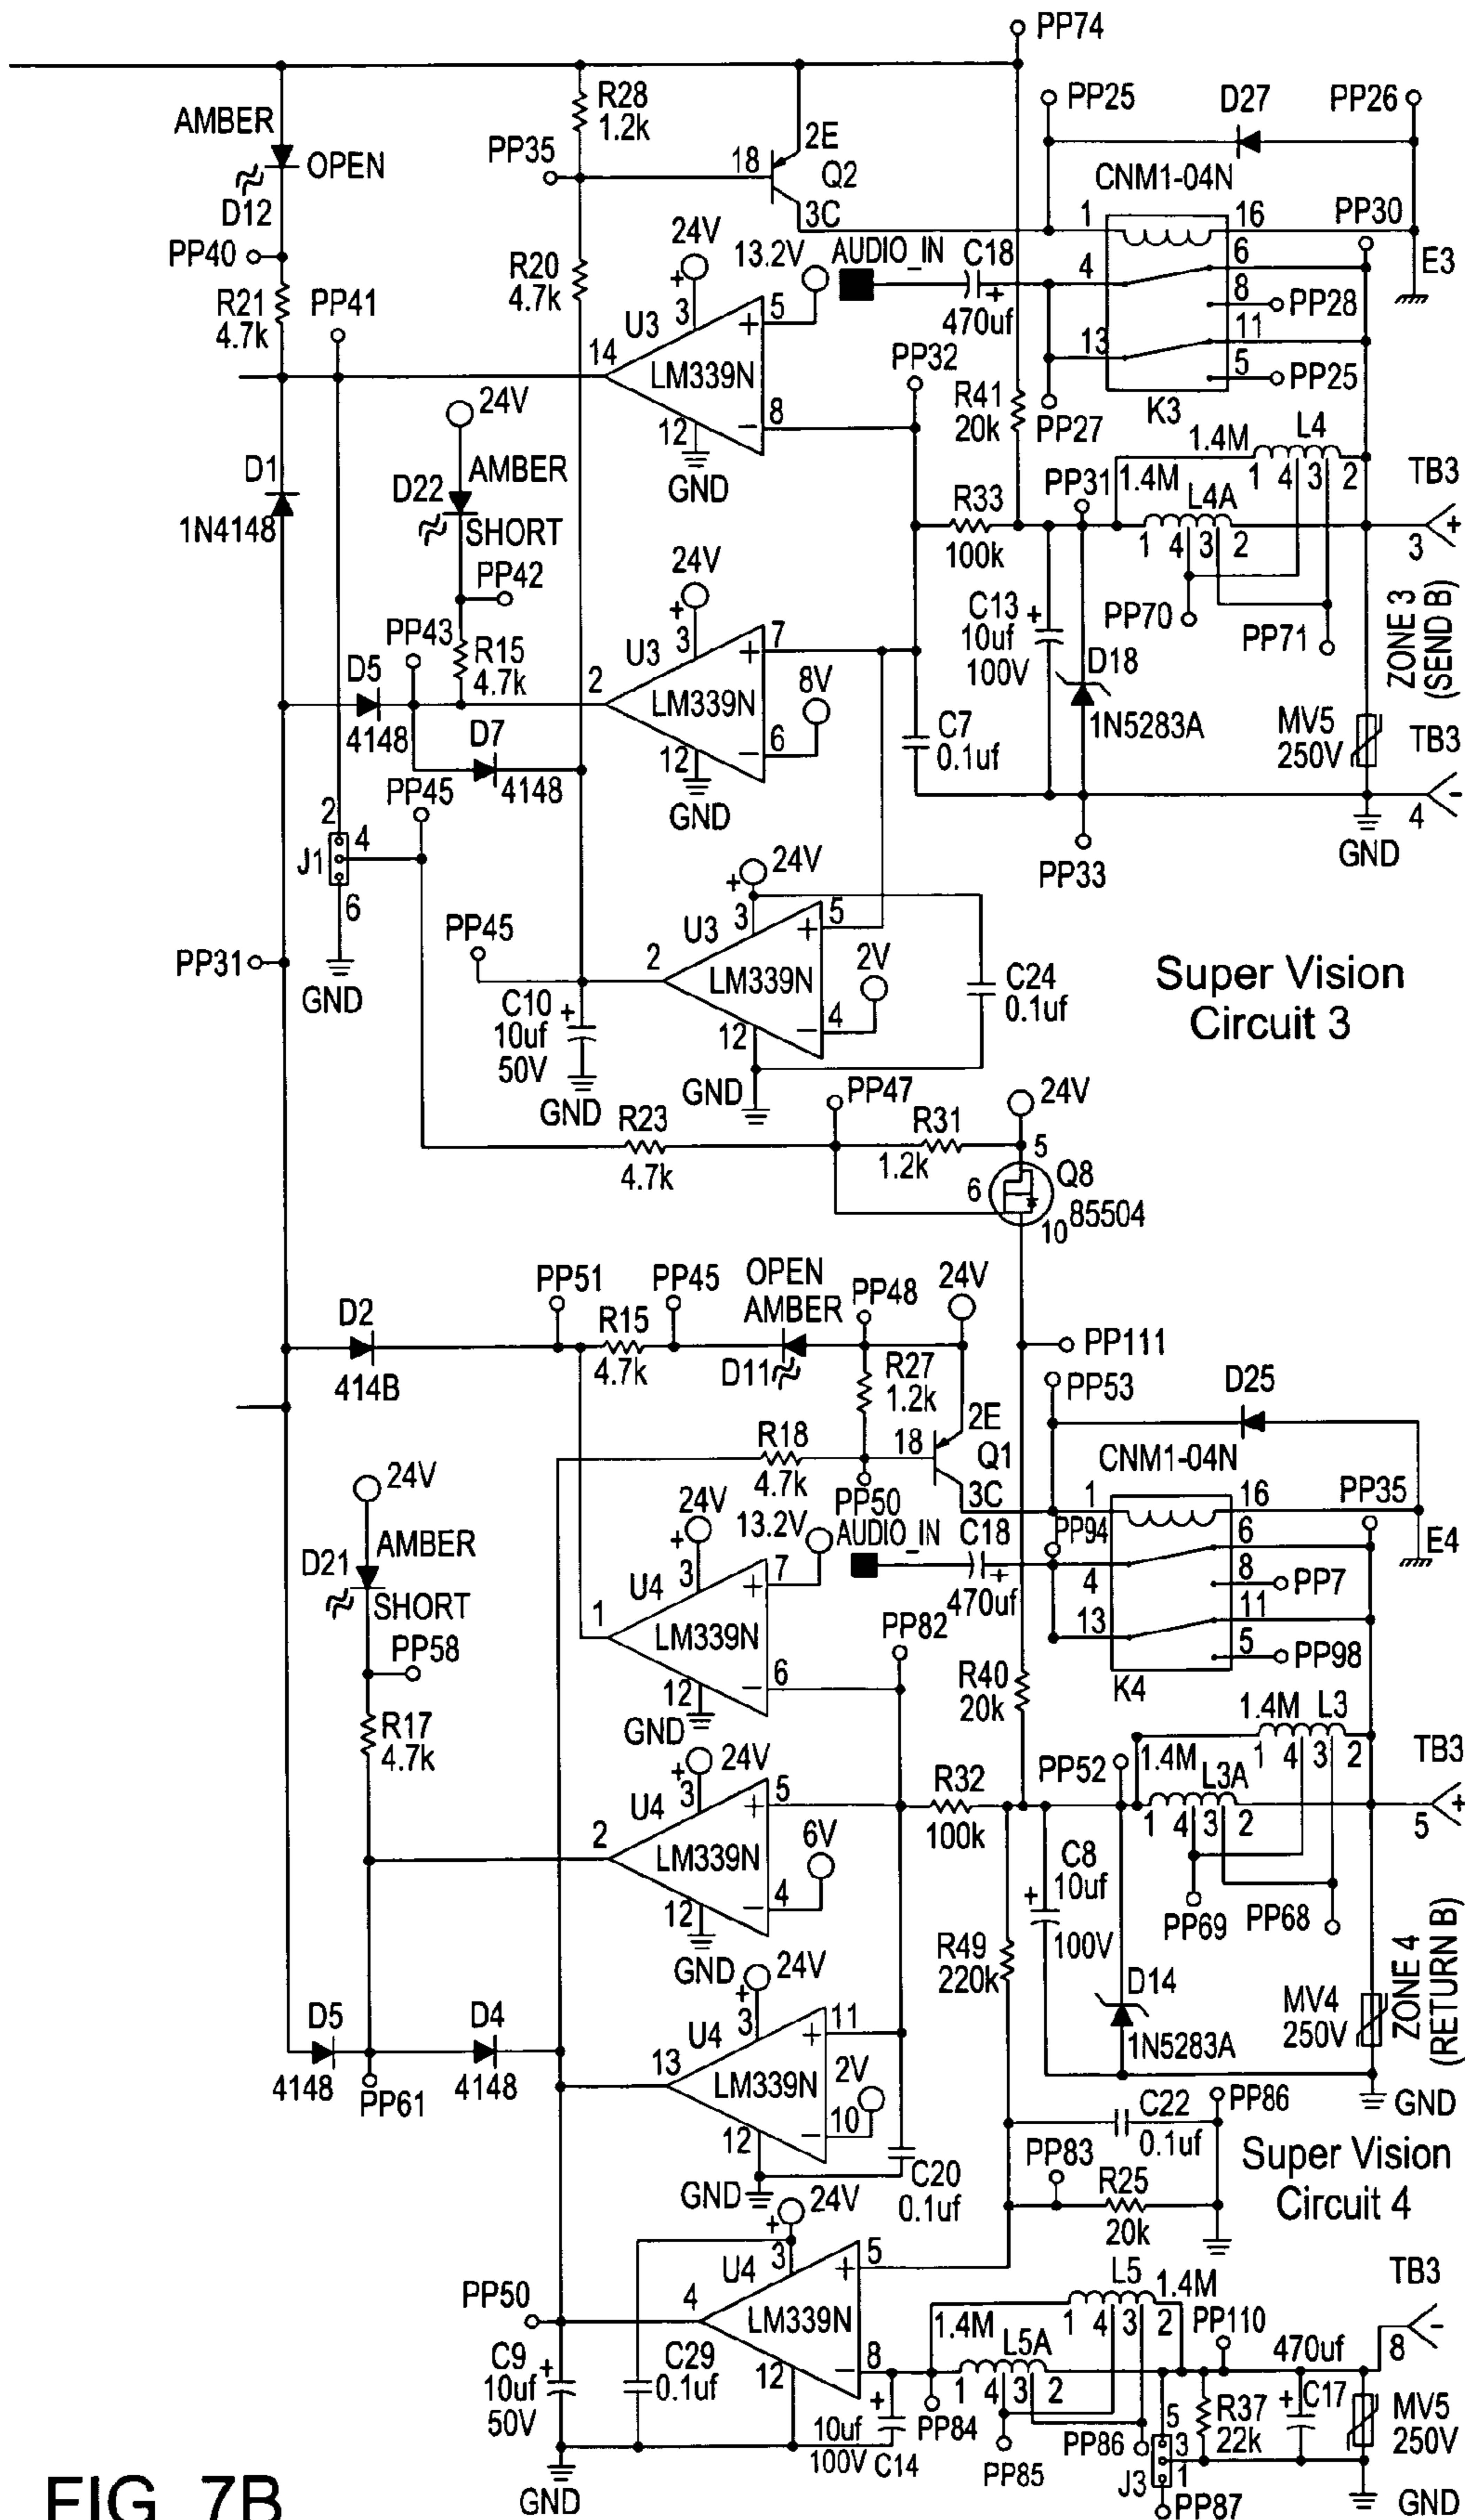 PP74
R28
1.2k
PP25
D27
PP26
AMBER
OPEN
D12
PP35
18
2E
Q2
3C
CNM1-04N
1
16
PP30
PP40
R21
4.7k
PP41
R20
4.7k
24V
13.2V
AUDIO_IN
C18
470uf
4
6
8
PP28
11
13
5
PP25
E3
K3
PP27
U3
3
5
14
LM339N
12
8
GND
PP32
R41
20k
1.4M
L4
1 4 3 2
TB3
D1
1N4148
24V
AMBER
D22
SHORT
PP42
R33
100k
PP31
1.4M
L4A
1 4 3 2
3
PP70
PP71
ZONE 3
(SEND B)
PP43
D5
4148
R15
4.7k
D7
4148
24V
U3
3
7
2
LM339N
8V
6
12
GND
C7
0.1uf
C13
10uf
100V
D18
1N5283A
MV5
250V
TB3
4
GND
PP33
PP45
2
4
J1
6
GND
PP31
24V
U3
3
5
PP45
2
LM339N
2V
4
12
GND
C24
0.1uf
C10
10uf
50V
GND
Super Vision
Circuit 3
R23
4.7k
PP47
R31
1.2k
24V
5
Q8
6
85504
10
D2
414B
PP51
R15
4.7k
PP45
OPEN
AMBER
D11
PP48
24V
R27
1.2k
PP111
PP53
D25
R18
4.7k
18
2E
Q1
3C
PP50
CNM1-04N
1
16
PP35
24V
AMBER
D21
SHORT
PP58
R17
4.7k
24V
13.2V
AUDIO_IN
C18
470uf
PP94
4
6
8
PP7
11
13
5
PP98
E4
K4
U4
3
7
1
LM339N
6
12
GND
PP82
R40
20k
1.4M
L3
1 4 3 2
TB3
24V
U4
3
5
2
LM339N
6V
4
12
GND
R32
100k
PP52
1.4M
L3A
1 4 3 2
5
PP69
PP68
C8
10uf
100V
R49
220k
D14
1N5283A
MV4
250V
ZONE 4
(RETURN B)
GND
D5
4148
PP61
D4
4148
24V
U4
3
11
13
LM339N
2V
10
12
GND
C20
0.1uf
C22
0.1uf
PP86
PP83
R25
20k
Super Vision
Circuit 4
24V
U4
3
5
PP50
4
LM339N
8
12
C9
10uf
50V
C29
0.1uf
10uf
100V
C14
L5
1.4M
1 4 3 2
1.4M
L5A
1 4 3 2
PP84
PP85
PP86
PP110
470uf
TB3
8
5
3
1
J3
PP87
R37
22k
C17
MV5
250V
GND
GND
FIG. 7B